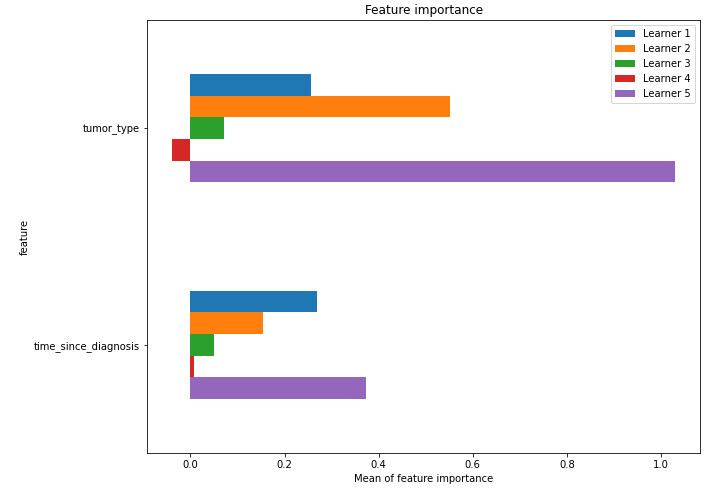 Feature importance
Learner 1
Learner 2
Learner 3
Learner 4
Learner 5
tumor_type
feature
time_since_diagnosis
0.0 0.2 0.4 0.6 0.8 1.0
Mean of feature importance